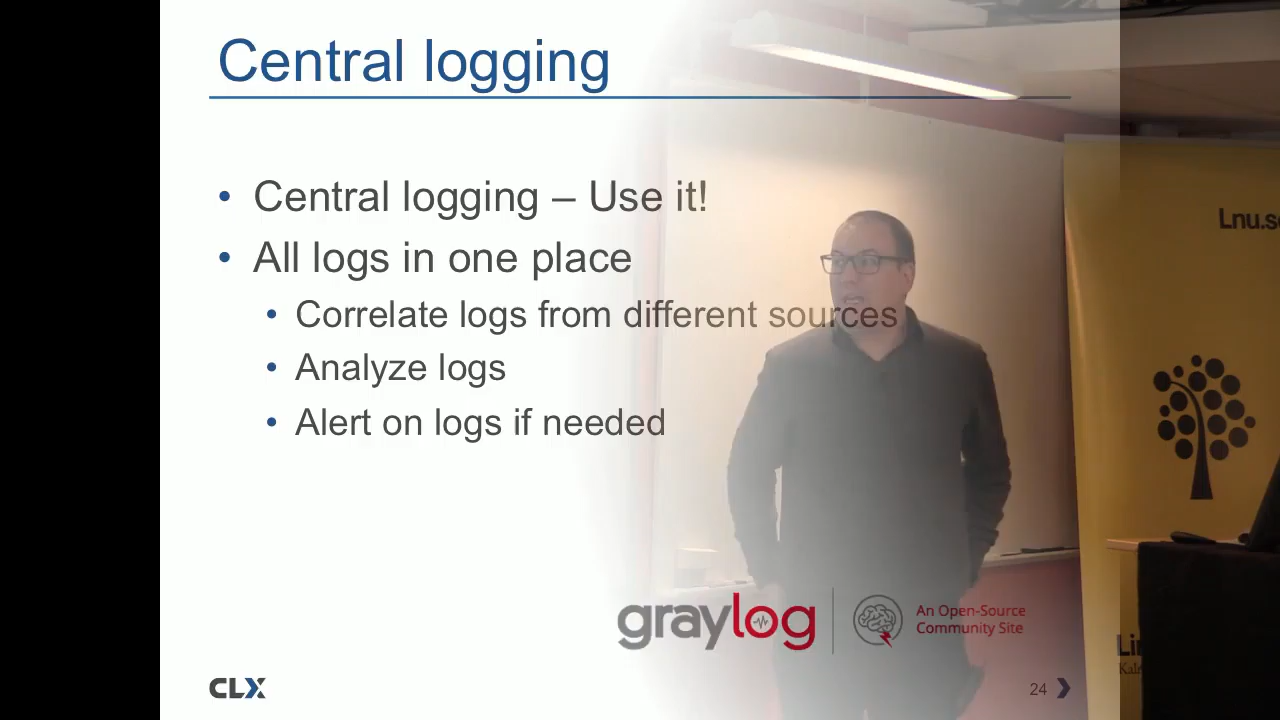 Central logging
• Central logging – Use it!
• All logs in one place
• Correlate logs from different sources
• Analyze logs
• Alert on logs if needed
Lnu.se
graylog
An Open-Source
Community Site
CLX
24